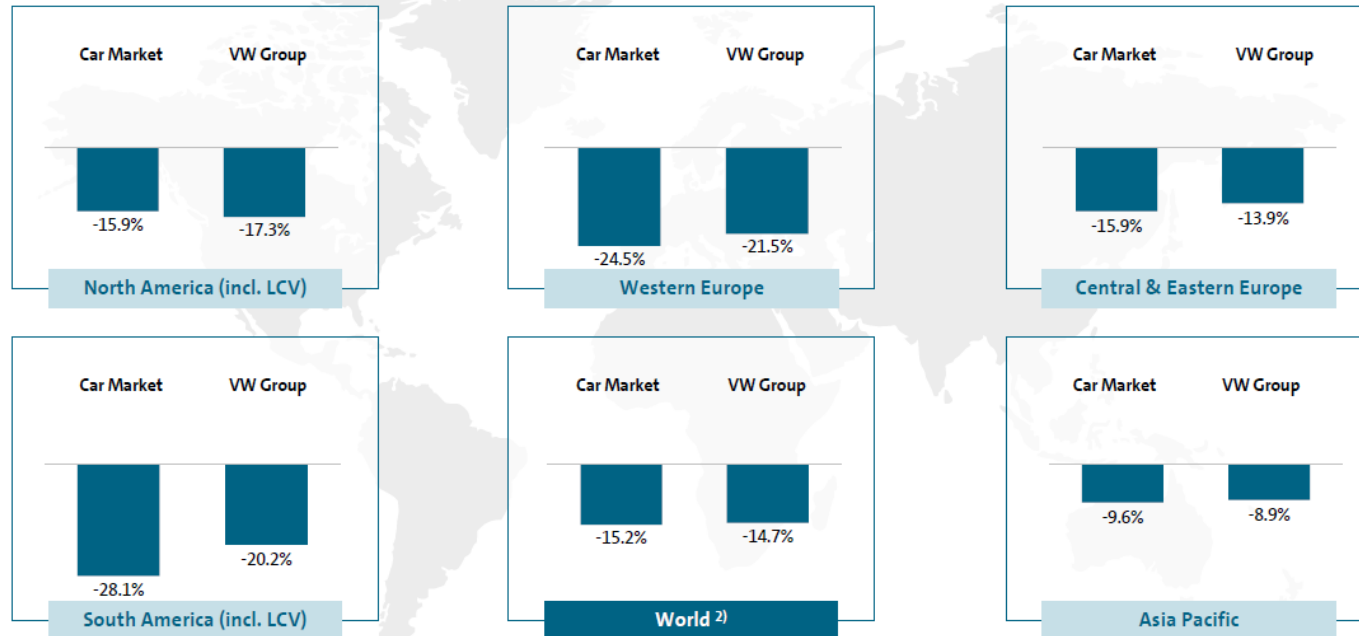 Car Market VW Group
-15.9% -17.3%
North America (incl. LCV)
Car Market VW Group
-24.5% -21.5%
Western Europe
Car Market VW Group
-15.9% -13.9%
Central & Eastern Europe
Car Market VW Group
-28.1% -20.2%
South America (incl. LCV)
Car Market VW Group
-15.2% -14.7%
World 2)
Car Market VW Group
-9.6% -8.9%
Asia Pacific